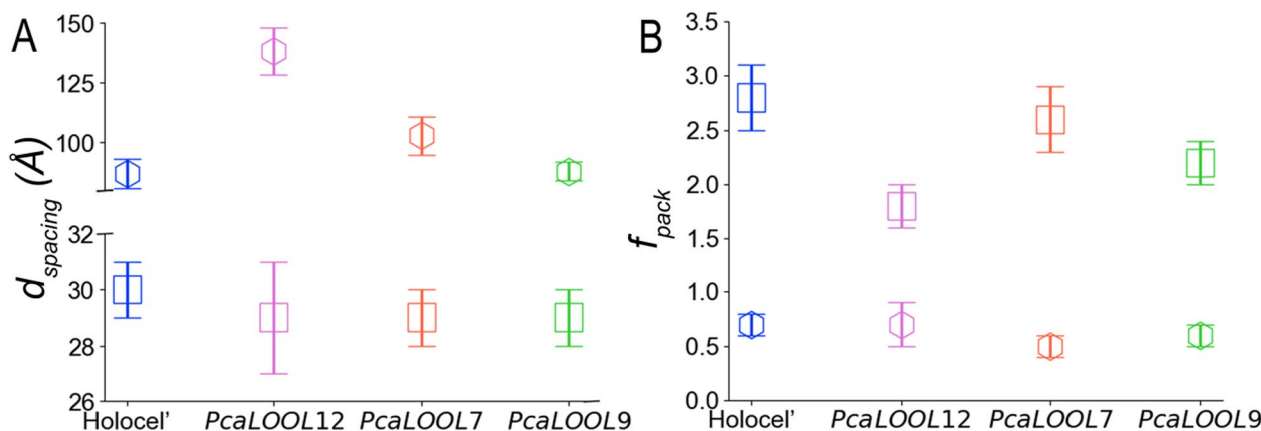 A
150
125
100
32
30
28
26
d_spacing (Å)
Holocel' PcaLOOL12 PcaLOOL7 PcaLOOL9
B
3.5
3.0
2.5
2.0
1.5
1.0
0.5
0.0
f_pack
Holocel' PcaLOOL12 PcaLOOL7 PcaLOOL9